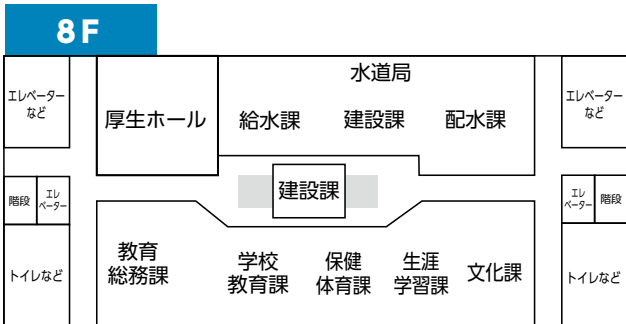 8F
エレベーター
など
厚生ホール
水道局
給水課
建設課
配水課
エレベーター
など
階段
エレ
ベーター
建設課
エレ
ベーター
階段
トイレなど
教育
総務課
学校
教育課
保健
体育課
生涯
学習課
文化課
トイレなど